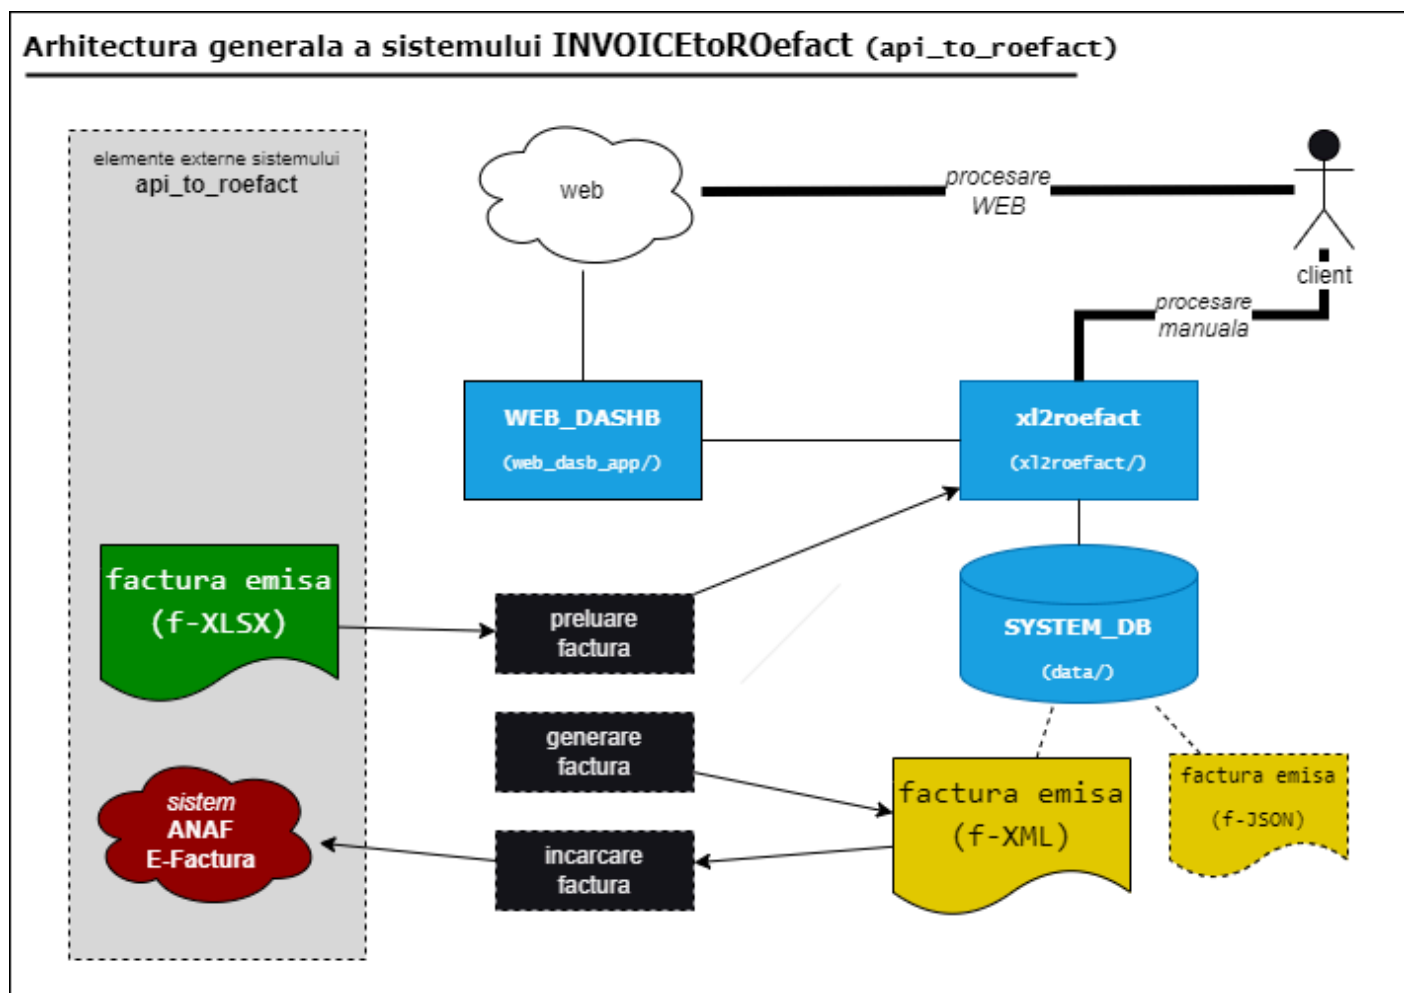 Arhitectura generala a sistemului INVOICEtoROefact (api_to_roefact)
elemente externe sistemului
api_to_roefact
web
procesare
WEB
client
procesare
manuala
WEB_DASHB
(web_dasb_app/)
xl2roefact
(xl2roefact/)
factura emisa
(f-XLSX)
preluare
factura
SYSTEM_DB
(data/)
generare
factura
factura emisa
(f-XML)
factura emisa
(f-JSON)
sistem
ANAF
E-Factura
incarcare
factura